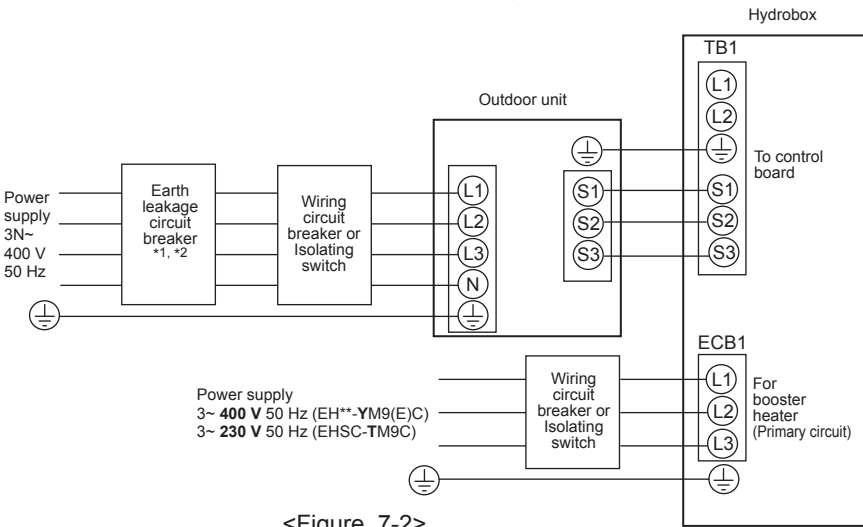 Hydrobox
TB1
L1
L2
To control
board
S1
S2
S3
Outdoor unit
L1
L2
L3
N
S1
S2
S3
Power
supply
3N~
400 V
50 Hz
Earth
leakage
circuit
breaker
*1, *2
Wiring
circuit
breaker or
Isolating
switch
ECB1
L1
L2
L3
For
booster
heater
(Primary circuit)
Wiring
circuit
breaker or
Isolating
switch
Power supply
3~ 400 V 50 Hz (EH**-YM9(E)C)
3~ 230 V 50 Hz (EHSC-TM9C)
<Figure 7-2>